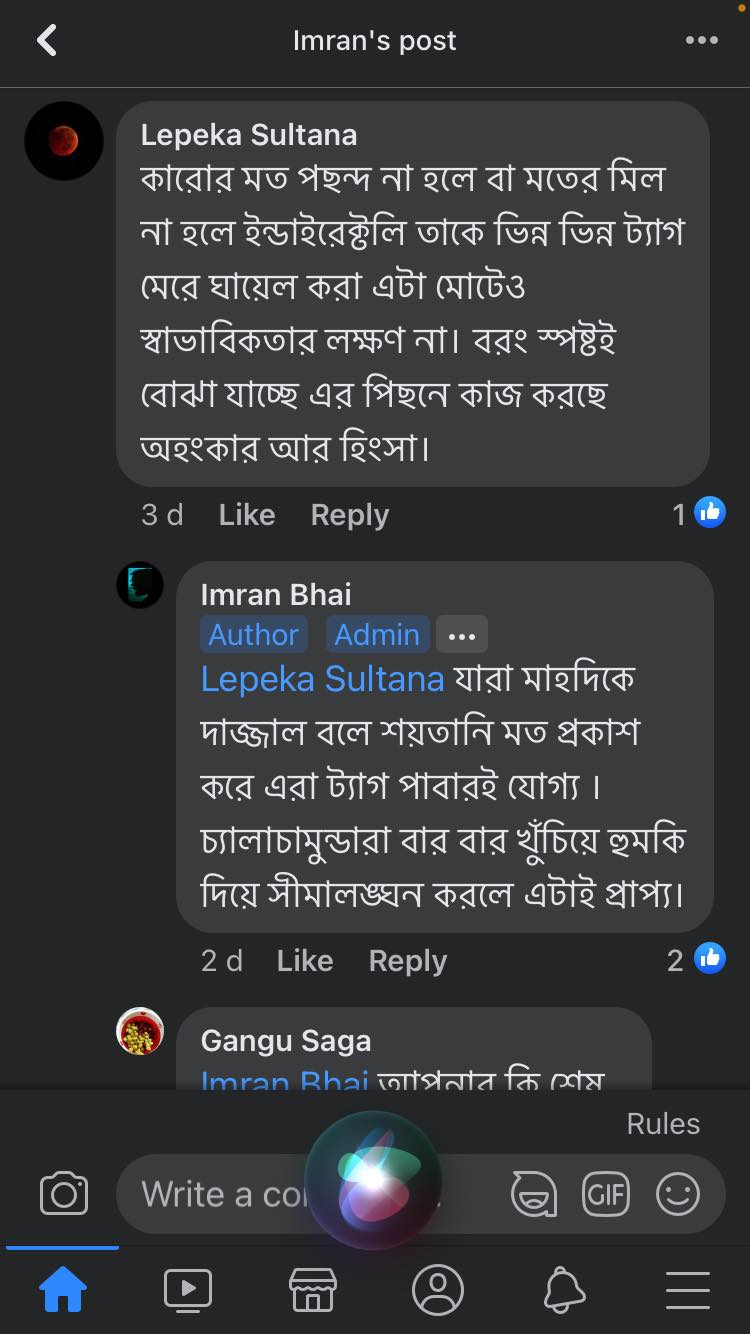 Imran's post
Lepeka Sultana
কারোর মত পছন্দ না হলে বা মতের মিল
না হলে ইন্ডাইরেক্টলি তাকে ভিন্ন ভিন্ন ট্যাগ
মেরে ঘায়েল করা এটা মোটেও
স্বাভাবিকতার লক্ষণ না। বরং স্পষ্টই
বোঝা যাচ্ছে এর পিছনে কাজ করছে
অহংকার আর হিংসা।
3 d Like Reply 1
Imran Bhai
Author Admin
Lepeka Sultana যারা মাহদিকে
দাজ্জাল বলে শয়তানি মত প্রকাশ
করে এরা ট্যাগ পাবারই যোগ্য ।
চ্যালাচামুন্ডারা বার বার খুঁচিয়ে হুমকি
দিয়ে সীমালঙ্ঘন করলে এটাই প্রাপ্য।
2 d Like Reply 2
Gangu Saga
Imran Bhai আপনার কি শেষ
Rules
Write a co
GIF